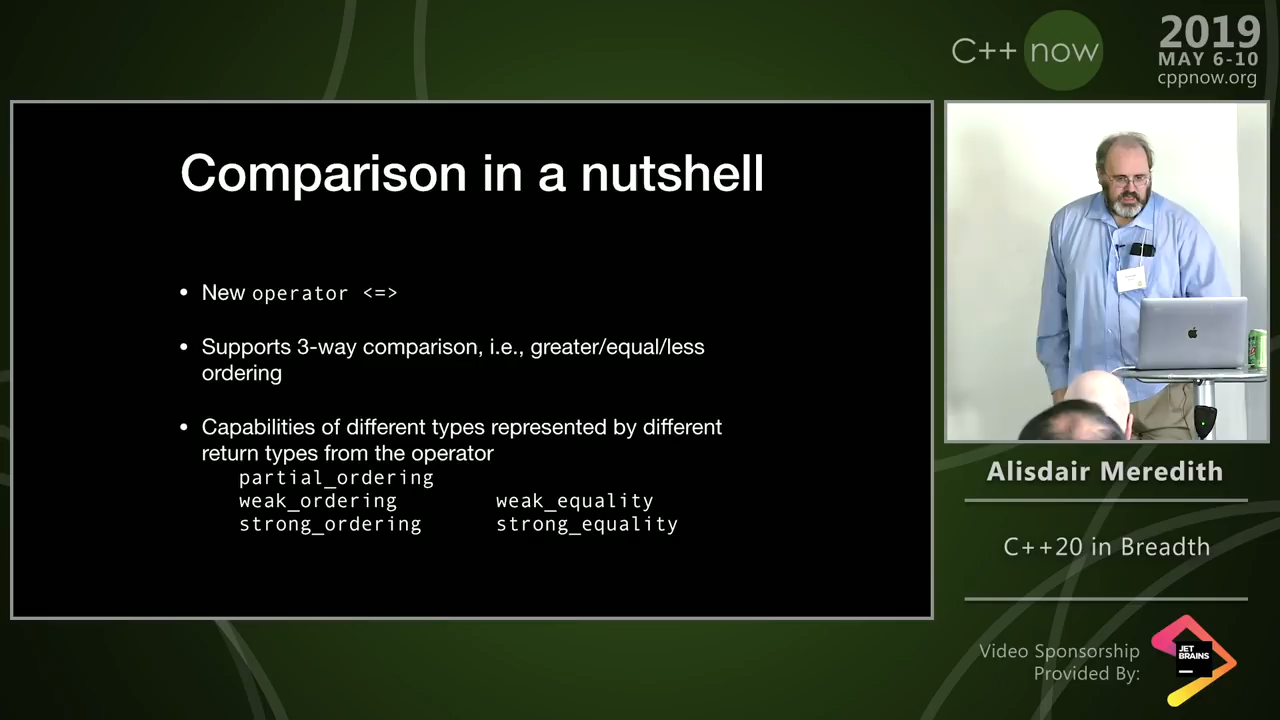 C++ now
2019
MAY 6-10
cppnow.org
Comparison in a nutshell
• New operator <=>
• Supports 3-way comparison, i.e., greater/equal/less
ordering
• Capabilities of different types represented by different
return types from the operator
partial_ordering
weak_ordering weak_equality
strong_ordering strong_equality
Alisdair Meredith
C++20 in Breadth
Video Sponsorship
Provided By:
JET
BRAINS